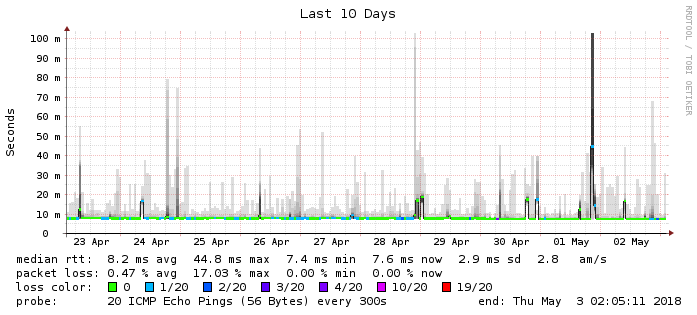 Last 10 Days
RRDTOOL / TOBI OETIKER
Seconds
100 m
90 m
80 m
70 m
60 m
50 m
40 m
30 m
20 m
10 m
0
23 Apr 24 Apr 25 Apr 26 Apr 27 Apr 28 Apr 29 Apr 30 Apr 01 May 02 May
median rtt: 8.2 ms avg 44.8 ms max 7.4 ms min 7.6 ms now 2.9 ms sd 2.8 am/s
packet loss: 0.47 % avg 17.03 % max 0.00 % min 0.00 % now
loss color: 0 1/20 2/20 3/20 4/20 10/20 19/20
probe: 20 ICMP Echo Pings (56 Bytes) every 300s end: Thu May 3 02:05:11 2018